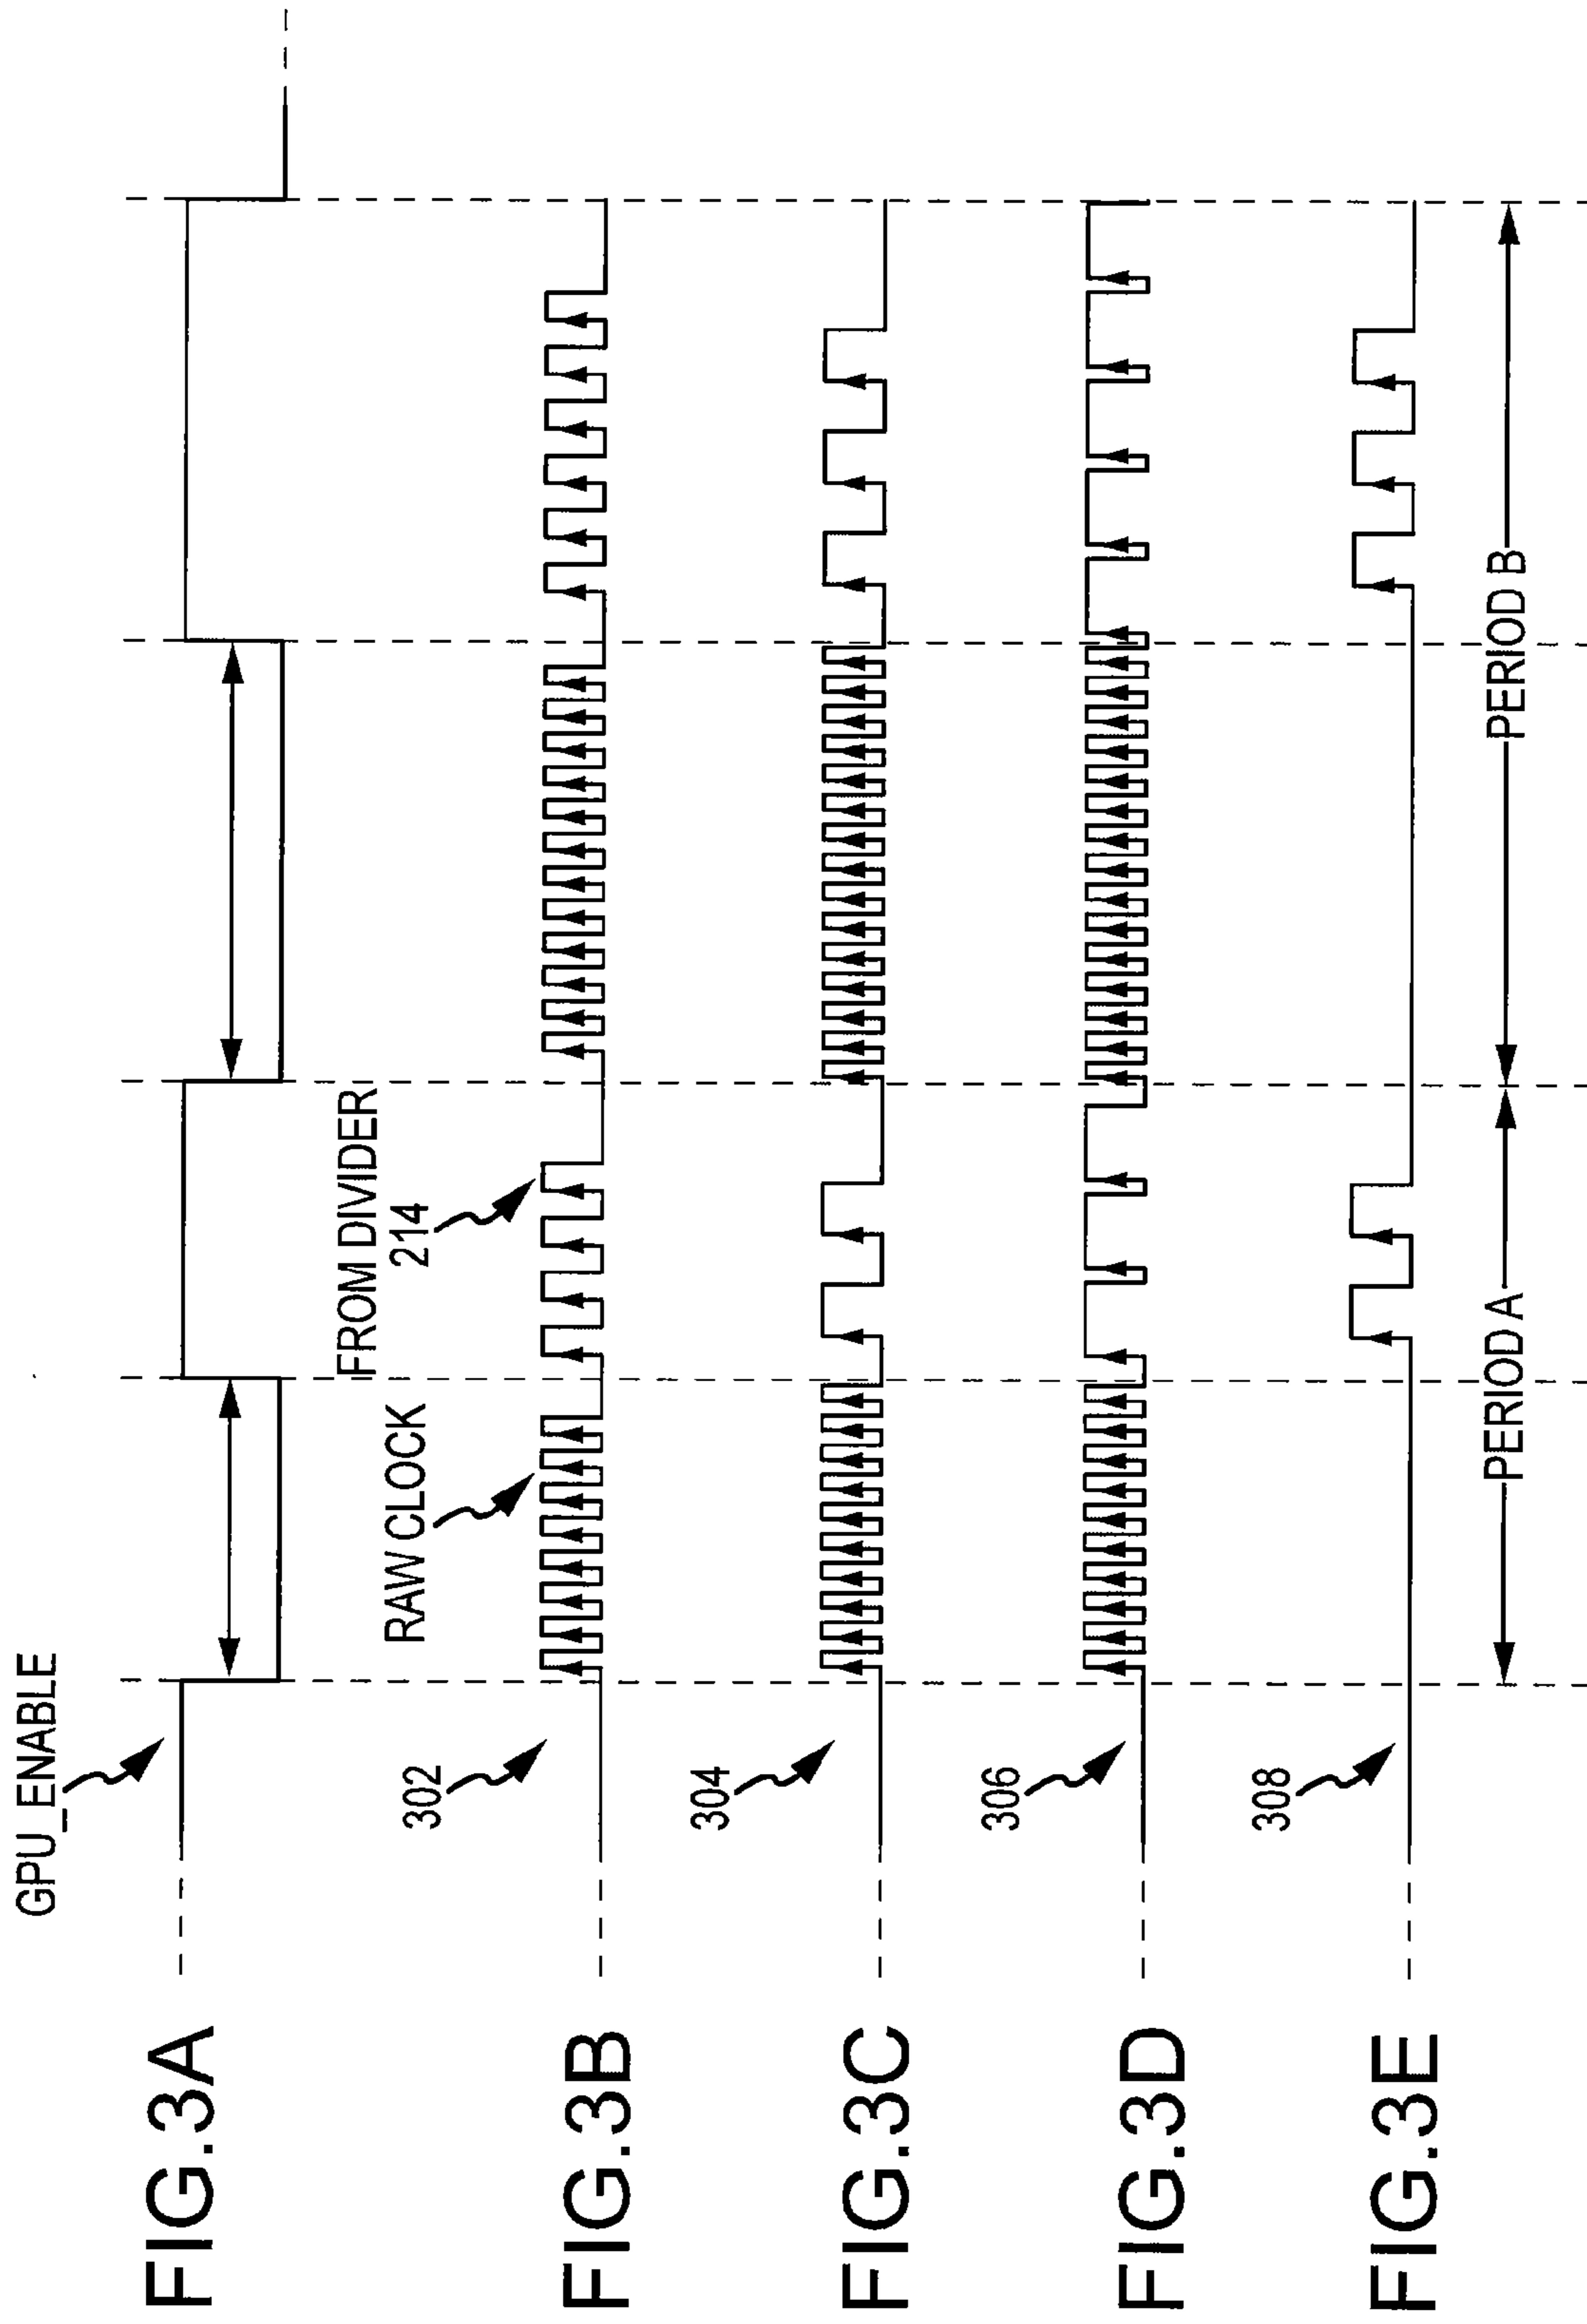 FIG.3A
GPU_ENABLE
FIG.3B
302
RAW CLOCK
FROM DIVIDER
214
FIG.3C
304
FIG.3D
306
FIG.3E
308
PERIOD A
PERIOD B